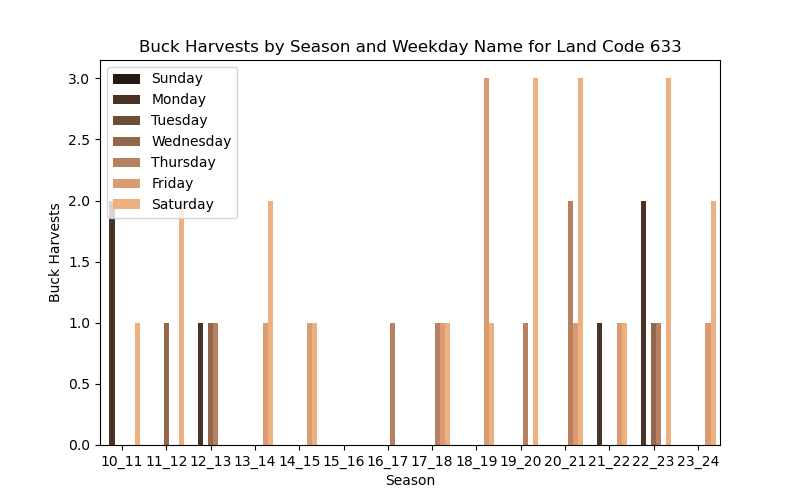 Buck Harvests by Season and Weekday Name for Land Code 633
3.0
2.5
2.0
1.5
1.0
0.5
0.0
Buck Harvests
Sunday
Monday
Tuesday
Wednesday
Thursday
Friday
Saturday
10_11 11_12 12_13 13_14 14_15 15_16 16_17 17_18 18_19 19_20 20_21 21_22 22_23 23_24
Season